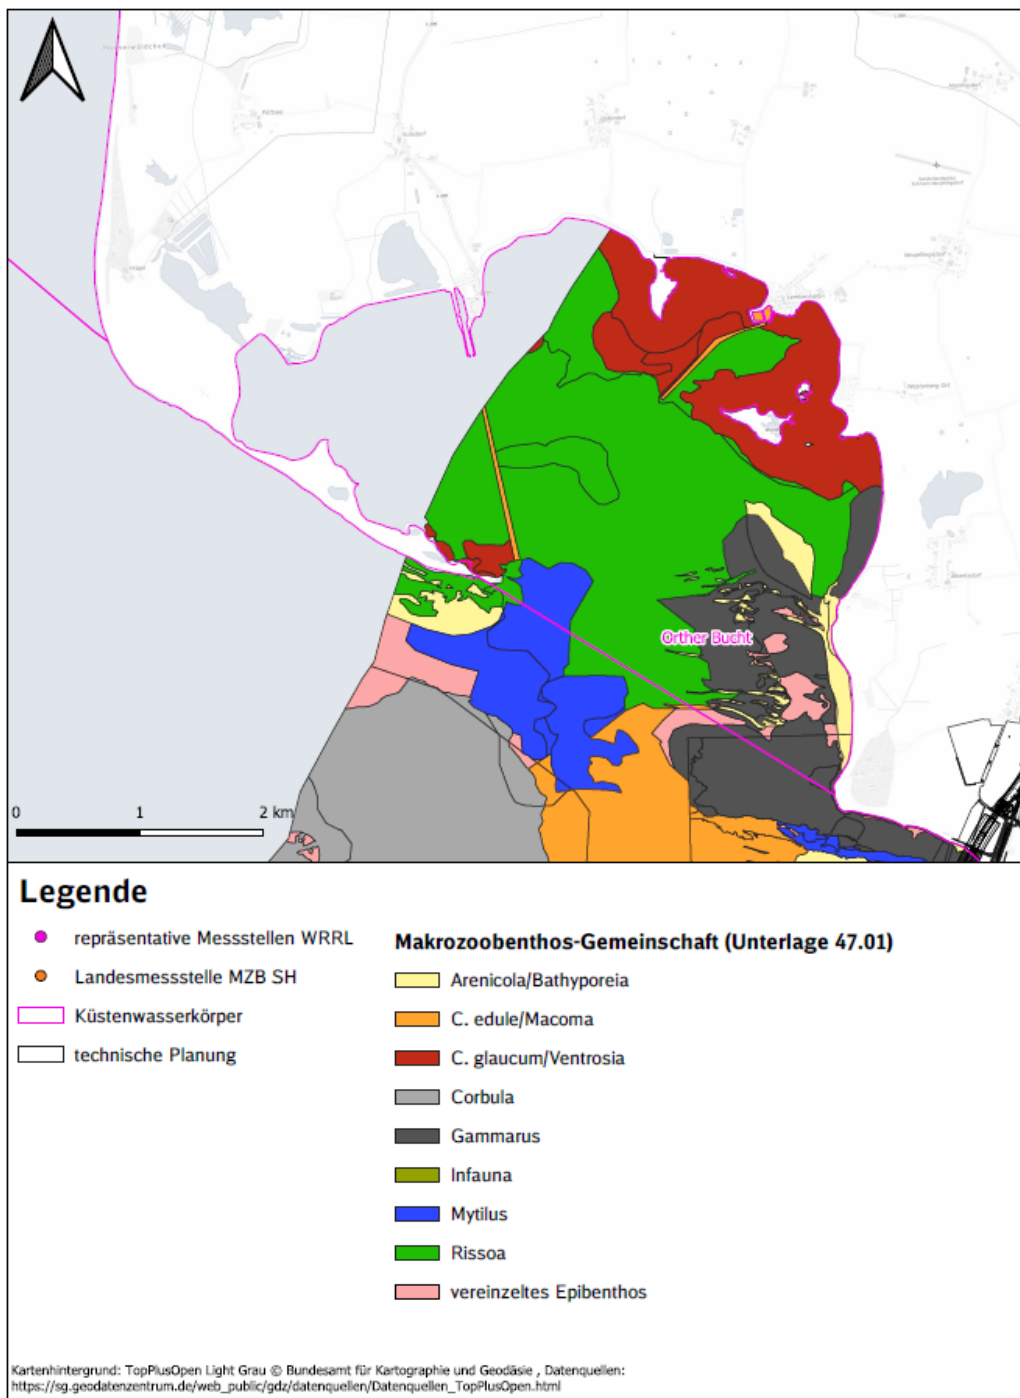 Orther Bucht
0 1 2 km
Legende
repräsentative Messstellen WRRL
Landesmessstelle MZB SH
Küstenwasserkörper
technische Planung
Makrozoobenthos-Gemeinschaft (Unterlage 47.01)
Arenicola/Bathyporeia
C. edule/Macoma
C. glaucum/Ventrosia
Corbula
Gammarus
Infauna
Mytilus
Rissoa
vereinzeltes Epibenthos
Kartenhintergrund: TopPlusOpen Light Grau © Bundesamt für Kartographie und Geodäsie , Datenquellen:
https://sg.geodatenzentrum.de/web_public/gdz/datenquellen/Datenquellen_TopPlusOpen.html